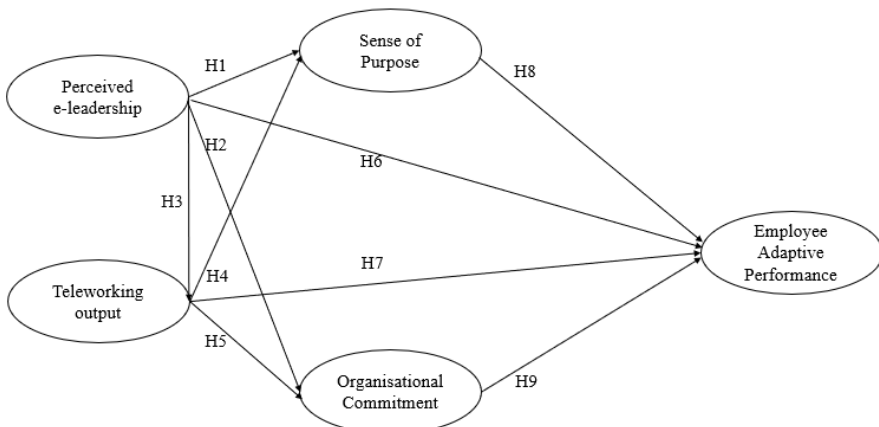 Sense of
Purpose
H1
H8
Perceived
e-leadership
H2
H6
H3
Employee
Adaptive
Performance
H4
H7
Teleworking
output
H5
Organisational
Commitment
H9